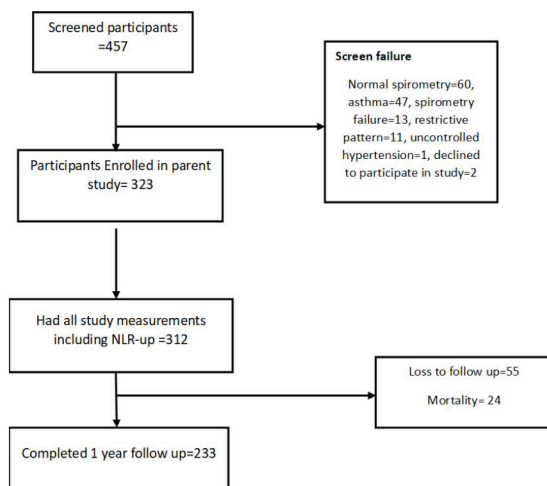 Screened participants
=457
Screen failure
Normal spirometry=60,
asthma=47, spirometry
failure=13, restrictive
pattern=11, uncontrolled
hypertension=1, declined
to participate in study=2
Participants Enrolled in parent
study= 323
Had all study measurements
including NLR-up =312
Loss to follow up=55
Mortality= 24
Completed 1 year follow up=233